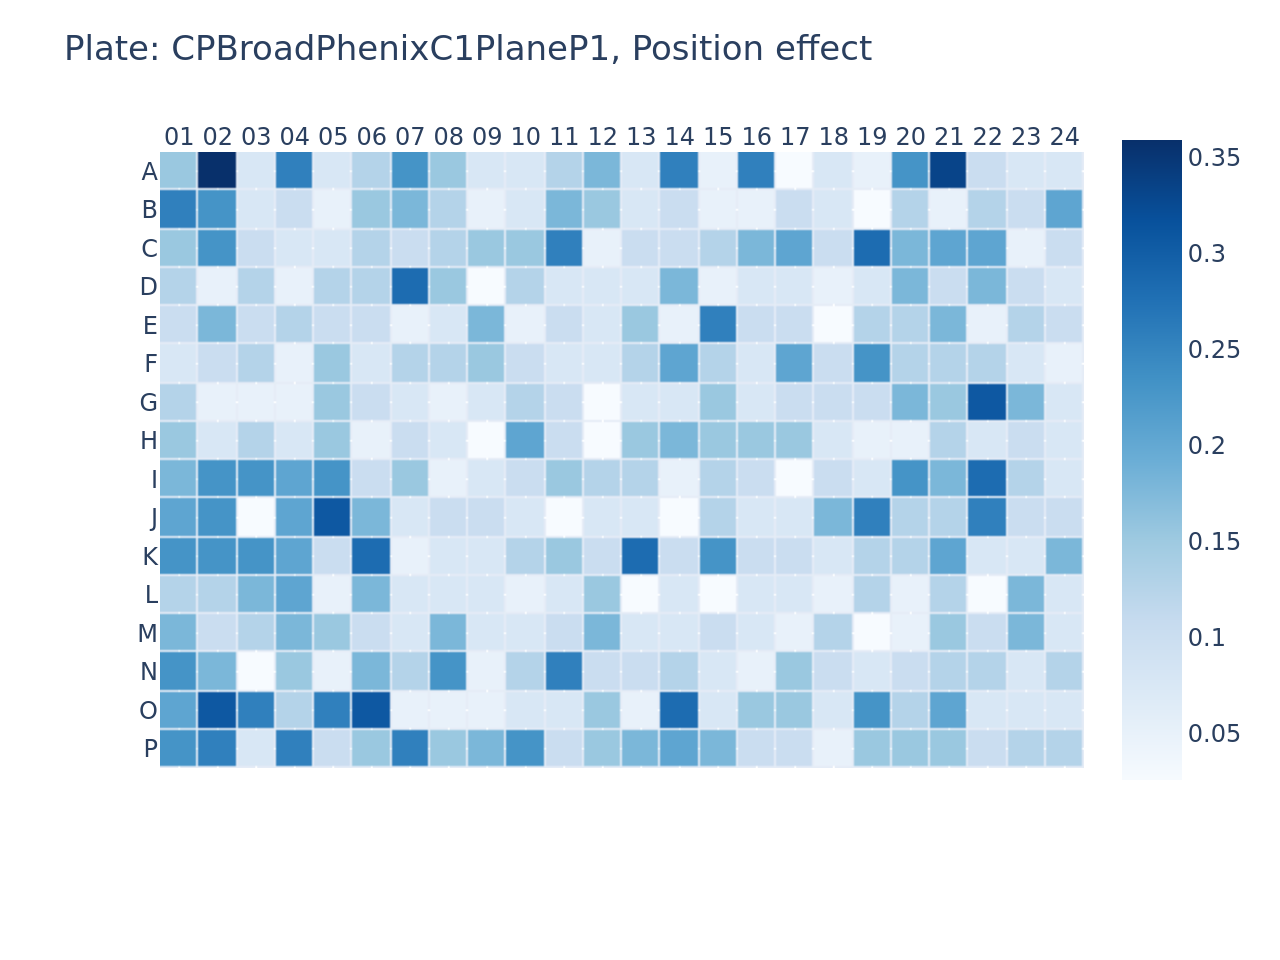 Plate: CPBroadPhenixC1PlaneP1, Position effect
01 02 03 04 05 06 07 08 09 10 11 12 13 14 15 16 17 18 19 20 21 22 23 24
A
B
C
D
E
F
G
H
I
J
K
L
M
N
O
P
0.35
0.3
0.25
0.2
0.15
0.1
0.05